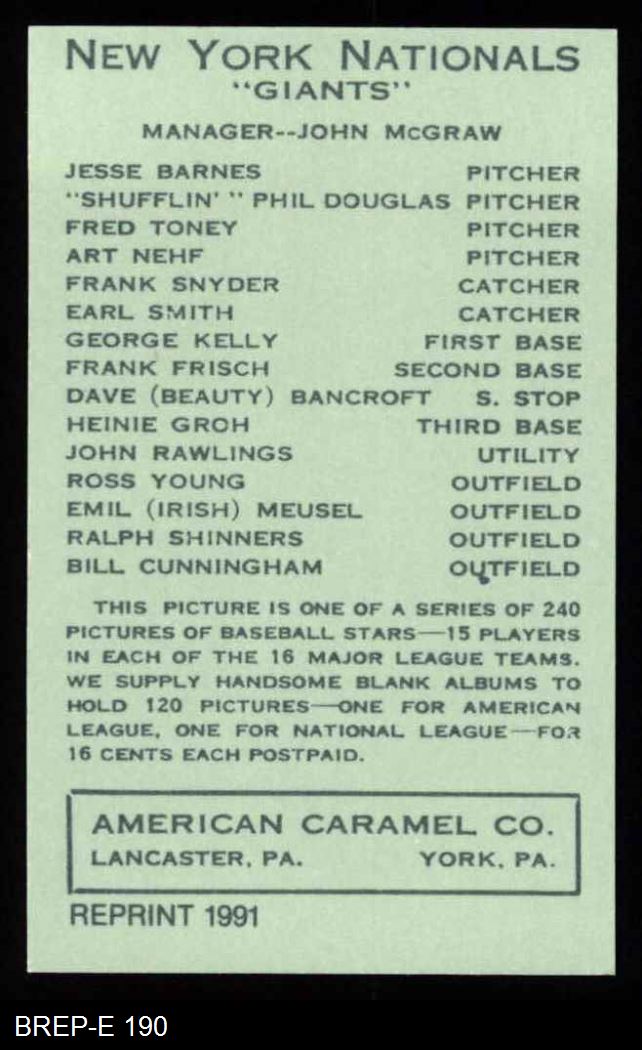 NEW YORK NATIONALS
"GIANTS"
MANAGER--JOHN McGRAW
JESSE BARNES PITCHER
"SHUFFLIN' " PHIL DOUGLAS PITCHER
FRED TONEY PITCHER
ART NEHF PITCHER
FRANK SNYDER CATCHER
EARL SMITH CATCHER
GEORGE KELLY FIRST BASE
FRANK FRISCH SECOND BASE
DAVE (BEAUTY) BANCROFT S. STOP
HEINIE GROH THIRD BASE
JOHN RAWLINGS UTILITY
ROSS YOUNG OUTFIELD
EMIL (IRISH) MEUSEL OUTFIELD
RALPH SHINNERS OUTFIELD
BILL CUNNINGHAM OUTFIELD
THIS PICTURE IS ONE OF A SERIES OF 240
PICTURES OF BASEBALL STARS—15 PLAYERS
IN EACH OF THE 16 MAJOR LEAGUE TEAMS.
WE SUPPLY HANDSOME BLANK ALBUMS TO
HOLD 120 PICTURES—ONE FOR AMERICAN
LEAGUE, ONE FOR NATIONAL LEAGUE—FOR
16 CENTS EACH POSTPAID.
AMERICAN CARAMEL CO.
LANCASTER, PA. YORK, PA.
REPRINT 1991
BREP-E 190